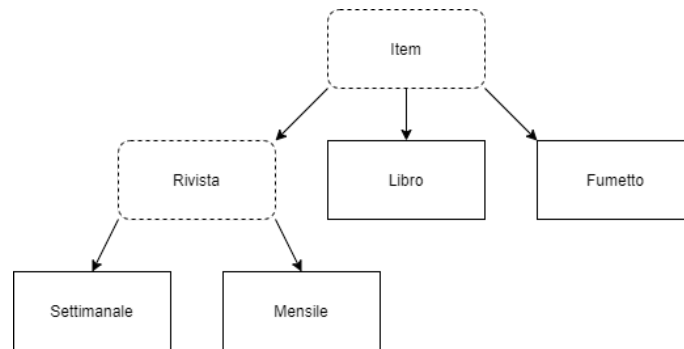 Item
Rivista
Libro
Fumetto
Settimanale
Mensile